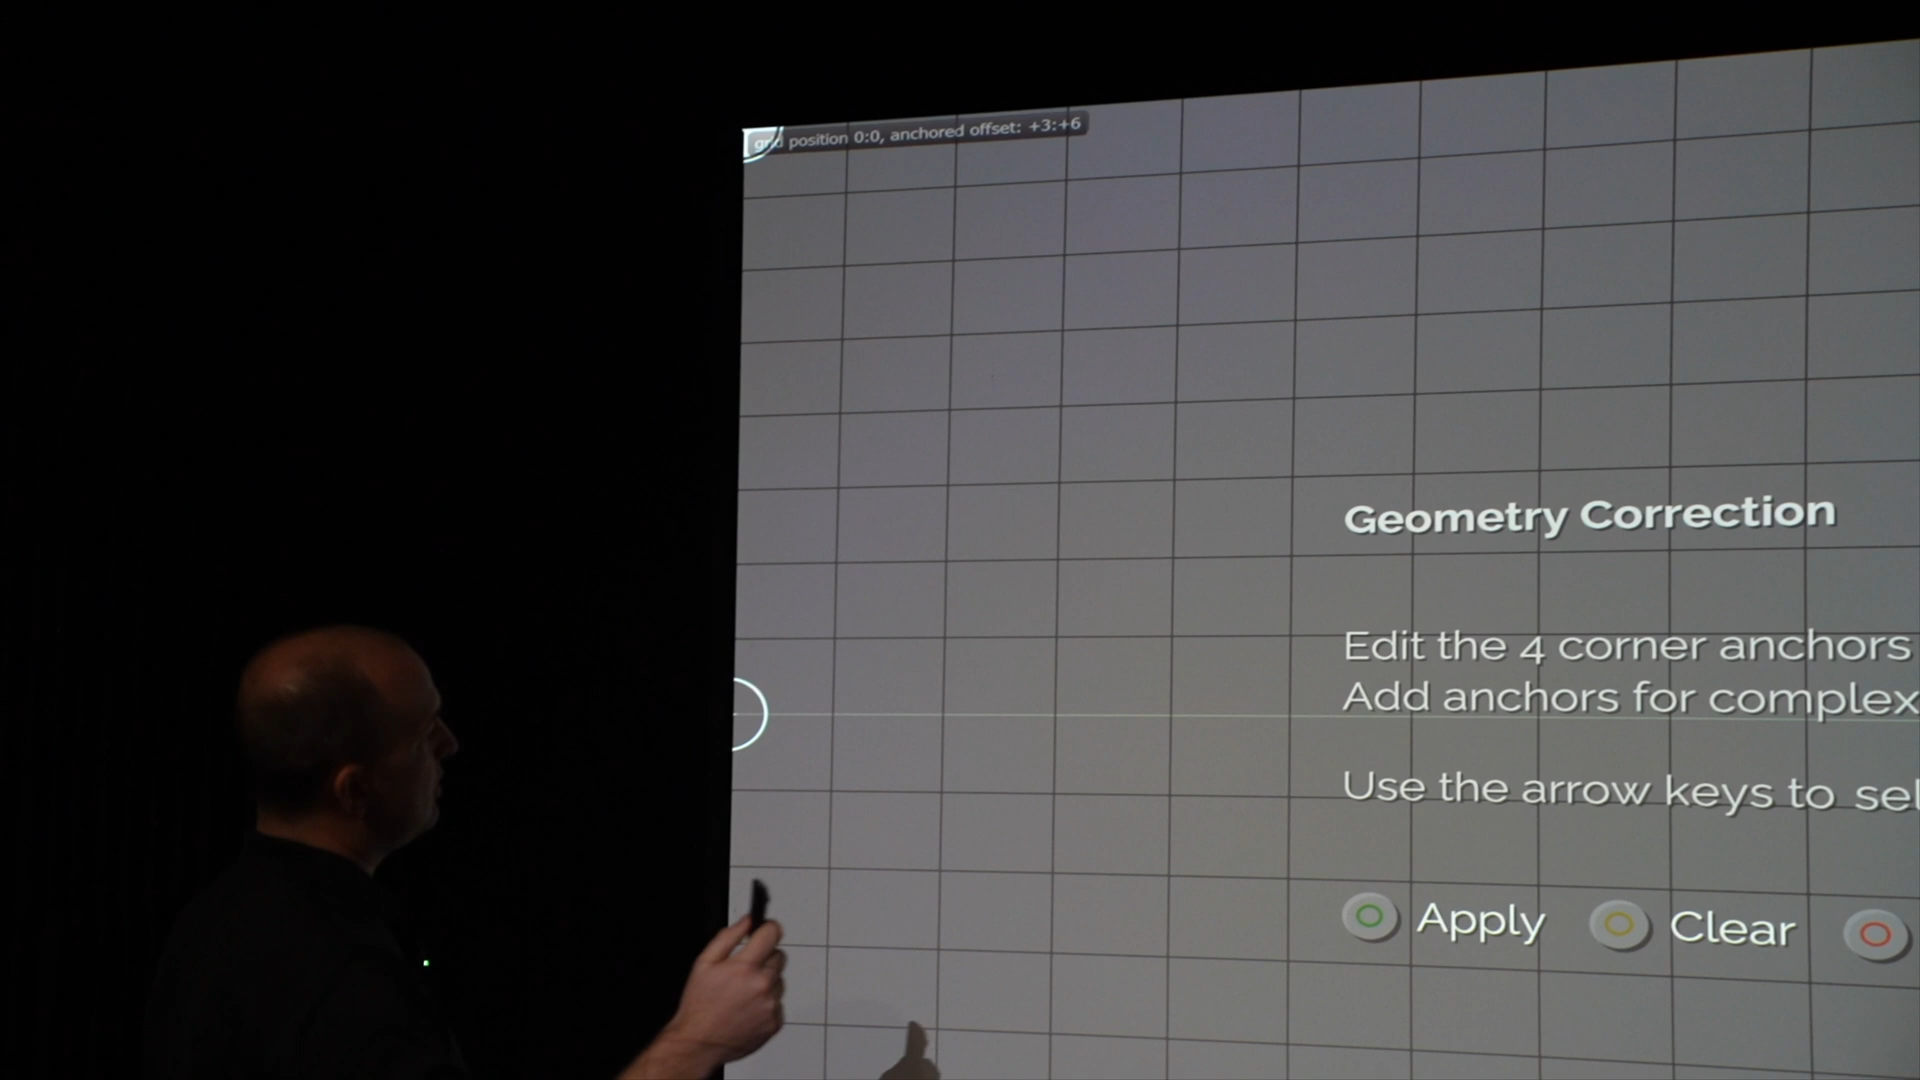 grid position 0:0, anchored offset: +3:+6
Geometry Correction
Edit the 4 corner anchors
Add anchors for complex
Use the arrow keys to sel
Apply
Clear